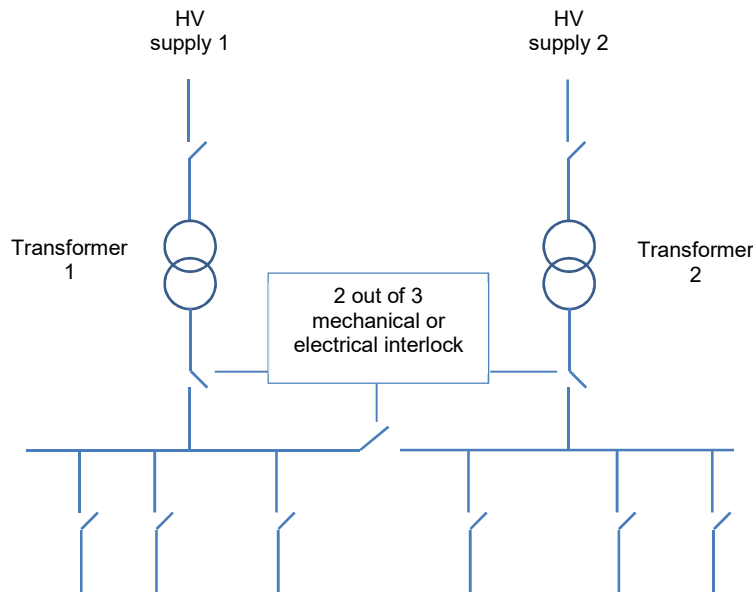 HV
supply 1
HV
supply 2
Transformer
1
2 out of 3
mechanical or
electrical interlock
Transformer
2